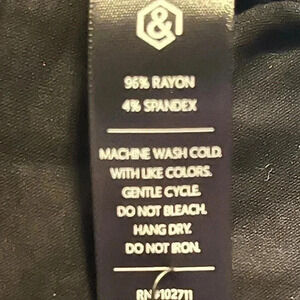 &
96% RAYON
4% SPANDEX
MACHINE WASH COLD.
WITH LIKE COLORS.
GENTLE CYCLE.
DO NOT BLEACH.
HANG DRY.
DO NOT IRON.
RN#102711